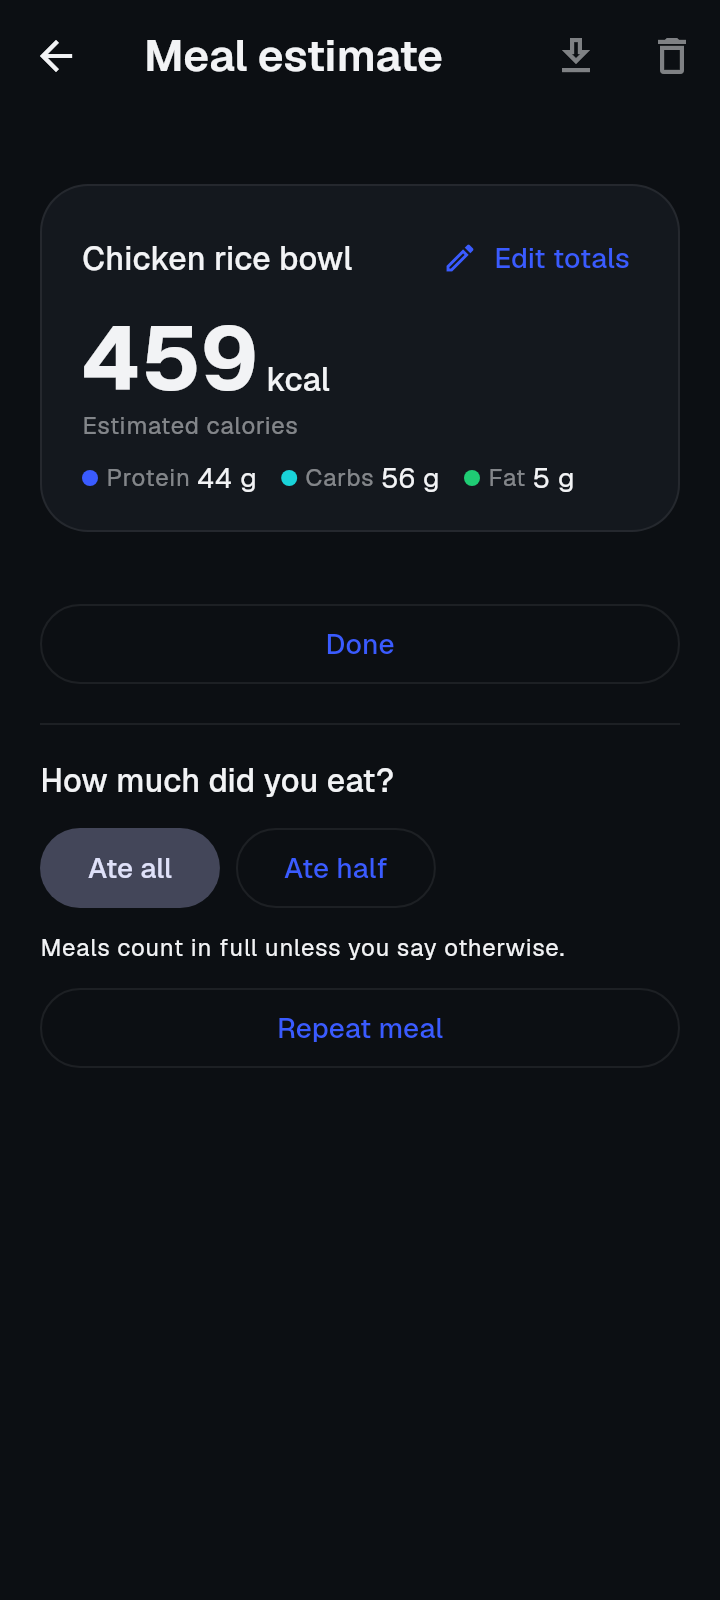 Meal estimate
Chicken rice bowl
Edit totals
459 kcal
Estimated calories
Protein 44 g Carbs 56 g Fat 5 g
Done
How much did you eat?
Ate all
Ate half
Meals count in full unless you say otherwise.
Repeat meal